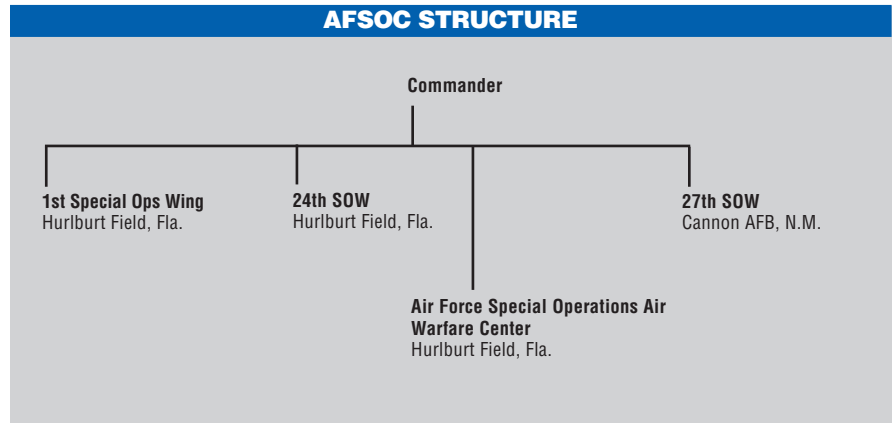 AFSOC STRUCTURE
Commander
1st Special Ops Wing
Hurlburt Field, Fla.
24th SOW
Hurlburt Field, Fla.
27th SOW
Cannon AFB, N.M.
Air Force Special Operations Air
Warfare Center
Hurlburt Field, Fla.